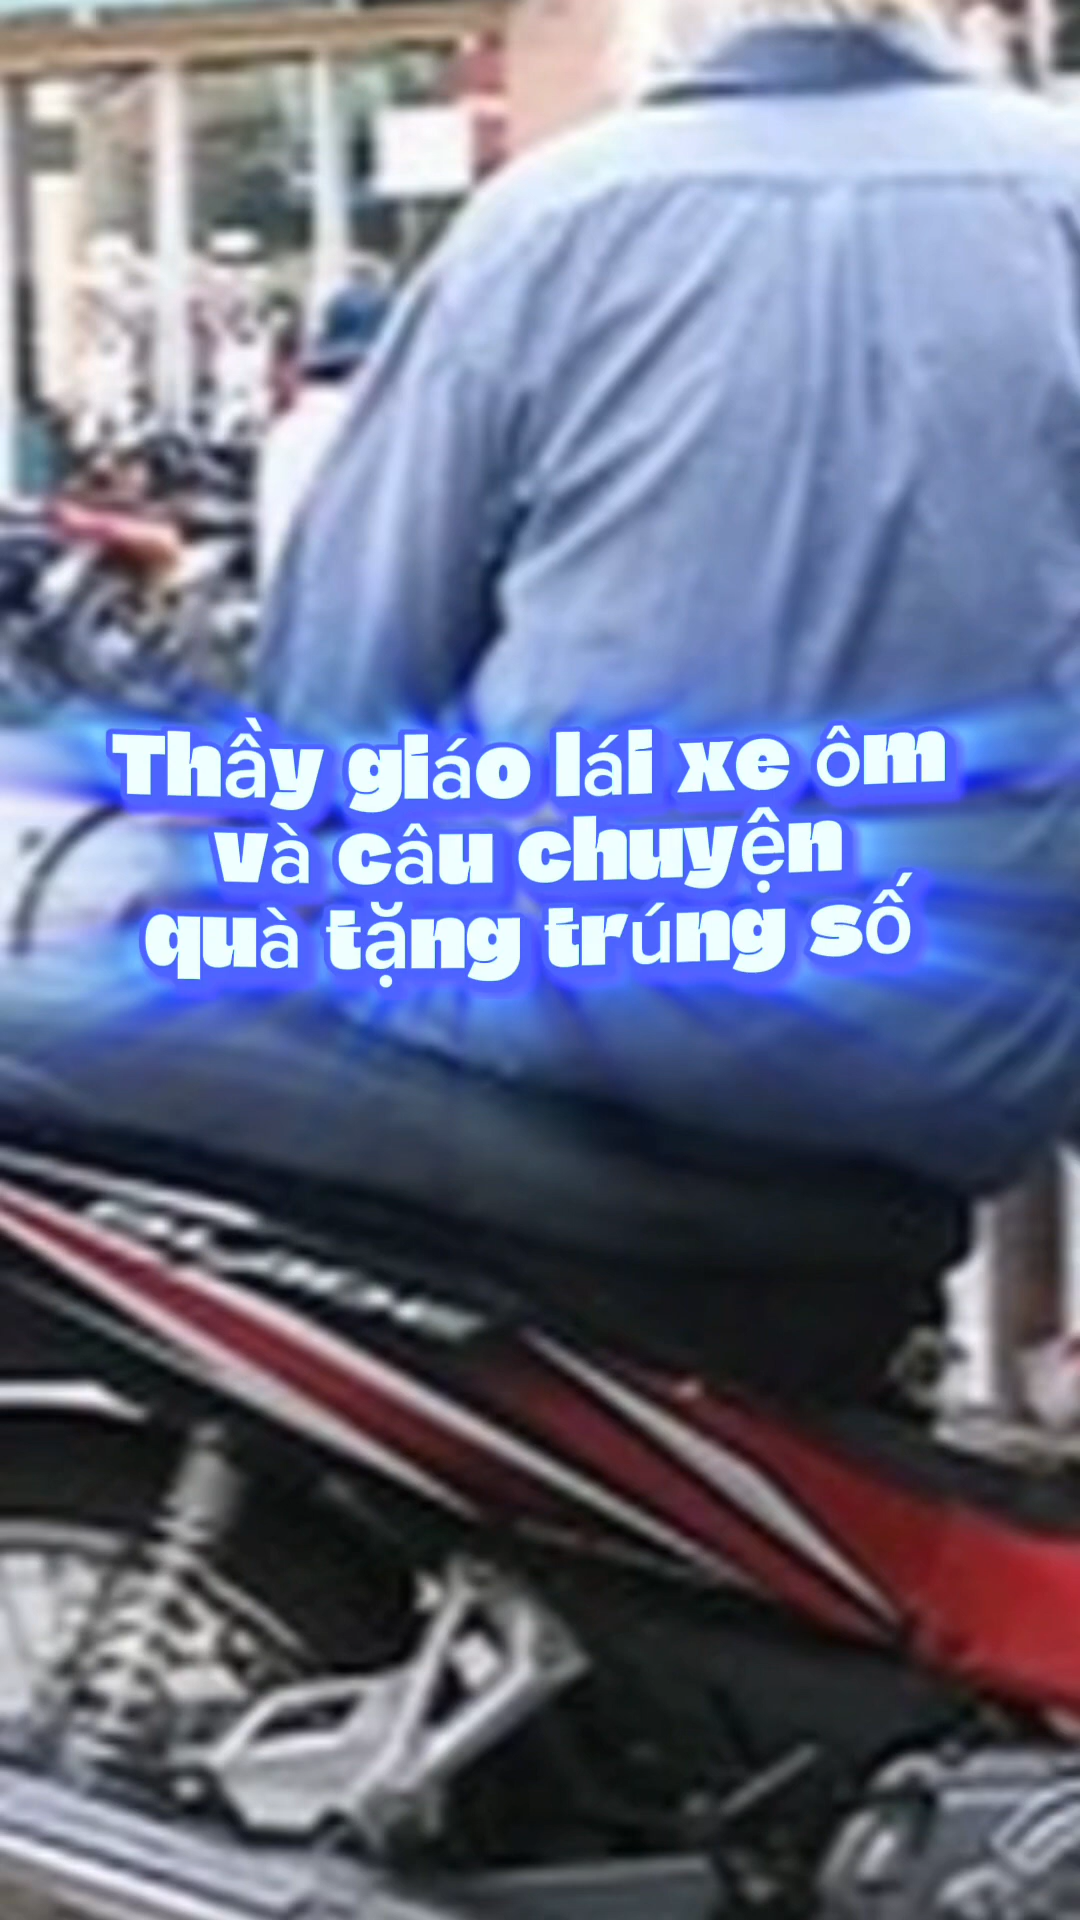 Thầy giáo lái xe ôm
và câu chuyện
quà tặng trúng số